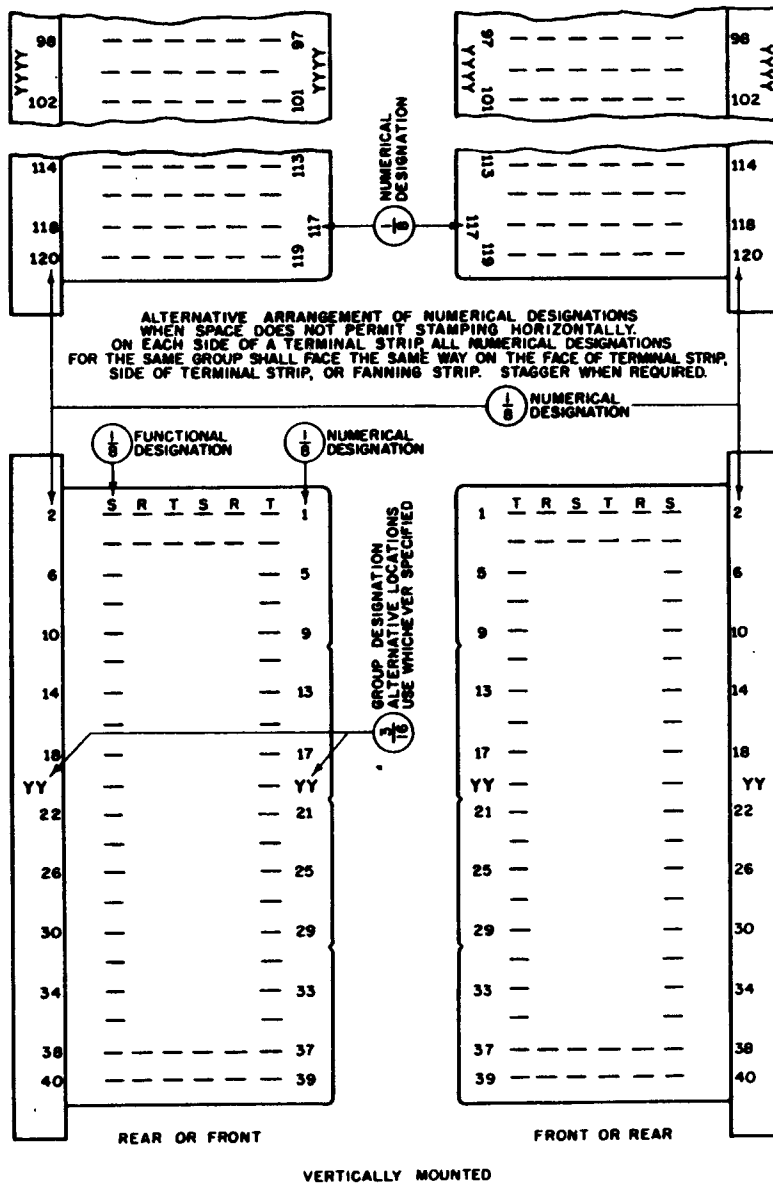 98 97 97 98
YYYY YYYY YYYY YYYY
102 101 101 102
NUMERICAL
DESIGNATION
114 113 113 114
1/8
118 117 117 118
120 119 119 120
ALTERNATIVE ARRANGEMENT OF NUMERICAL DESIGNATIONS
WHEN SPACE DOES NOT PERMIT STAMPING HORIZONTALLY.
ON EACH SIDE OF A TERMINAL STRIP, ALL NUMERICAL DESIGNATIONS
FOR THE SAME GROUP SHALL FACE THE SAME WAY ON THE FACE OF TERMINAL STRIP,
SIDE OF TERMINAL STRIP, OR FANNING STRIP. STAGGER WHEN REQUIRED.
1/8 NUMERICAL
DESIGNATION
1/8 FUNCTIONAL
DESIGNATION
1/8 NUMERICAL
DESIGNATION
S R T S R T
2 1
6 5
10 9
14 13
18 17
YY YY
22 21
26 25
30 29
34 33
38 37
40 39
GROUP DESIGNATION
ALTERNATIVE LOCATIONS
USE WHICHEVER SPECIFIED
3/16
T R S T R S
1 2
5 6
9 10
13 14
17 18
YY YY
21 22
25 26
29 30
33 34
37 38
39 40
REAR OR FRONT
FRONT OR REAR
VERTICALLY MOUNTED